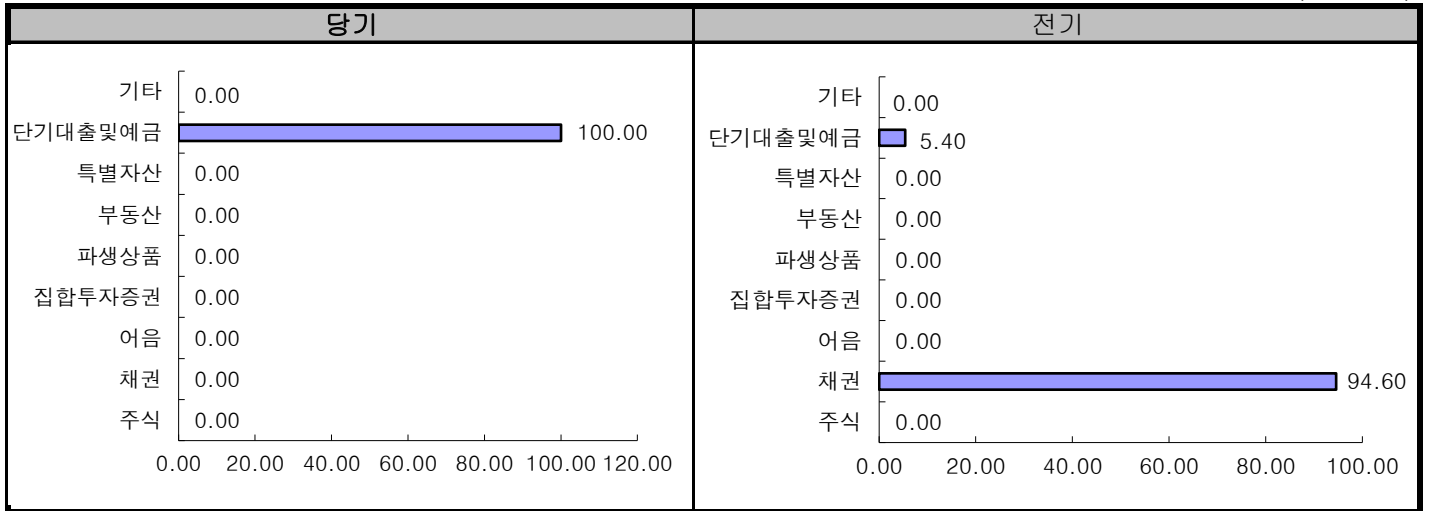 당기
전기
기타 0.00
단기대출및예금 100.00
특별자산 0.00
부동산 0.00
파생상품 0.00
집합투자증권 0.00
어음 0.00
채권 0.00
주식 0.00
0.00 20.00 40.00 60.00 80.00 100.00 120.00
기타 0.00
단기대출및예금 5.40
특별자산 0.00
부동산 0.00
파생상품 0.00
집합투자증권 0.00
어음 0.00
채권 94.60
주식 0.00
0.00 20.00 40.00 60.00 80.00 100.00